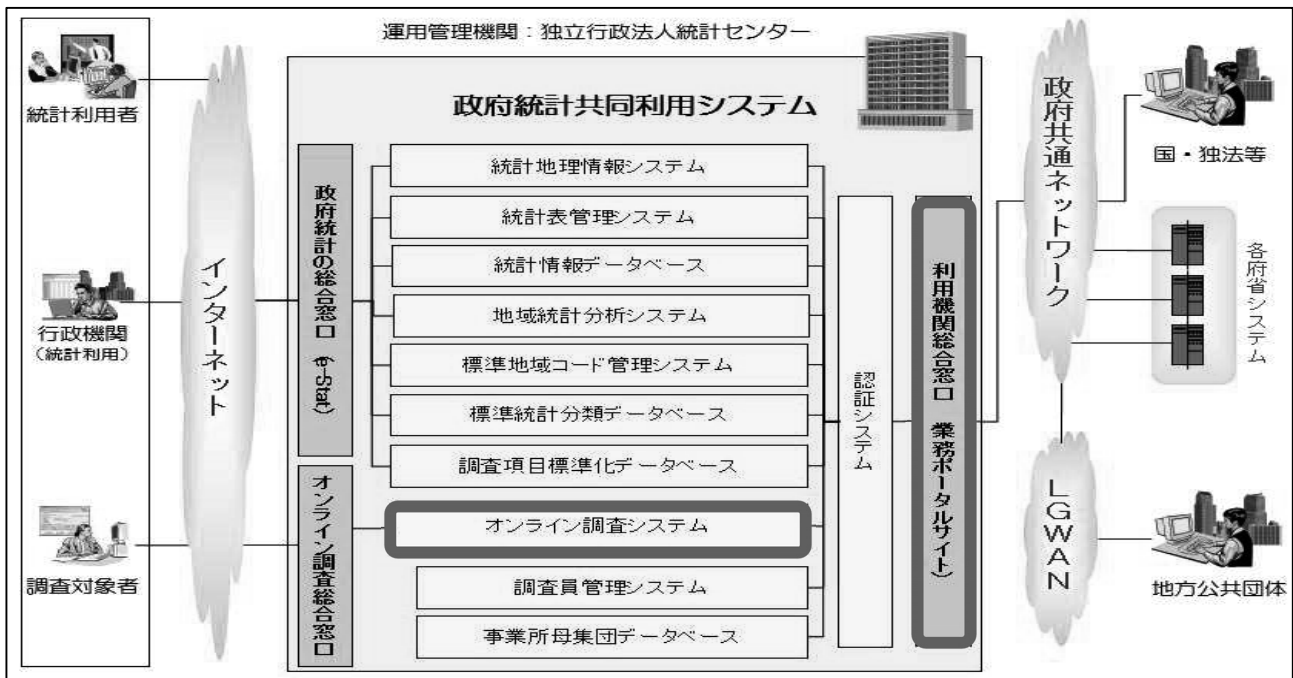 運用管理機関：独立行政法人統計センター
政府統計共同利用システム
統計利用者
行政機関
（統計利用）
調査対象者
インターネット
政府統計の総合窓口（e-Stat）
オンライン調査総合窓口
統計地理情報システム
統計表管理システム
統計情報データベース
地域統計分析システム
標準地域コード管理システム
標準統計分類データベース
調査項目標準化データベース
オンライン調査システム
調査員管理システム
事業所母集団データベース
認証システム
利用機関総合窓口（業務ポータルサイト）
政府共通ネットワーク
LGWAN
国・独法等
各府省システム
地方公共団体